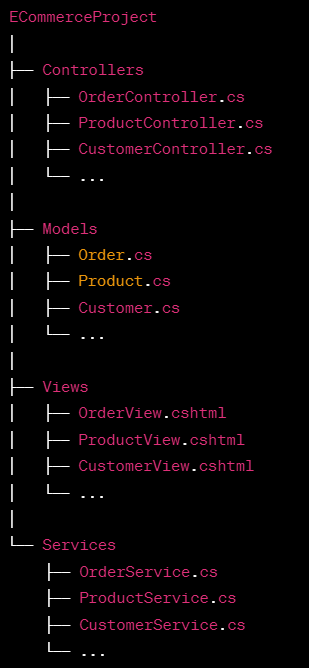 ECommerceProject
│
├── Controllers
│   ├── OrderController.cs
│   ├── ProductController.cs
│   ├── CustomerController.cs
│   └── ...
│
├── Models
│   ├── Order.cs
│   ├── Product.cs
│   ├── Customer.cs
│   └── ...
│
├── Views
│   ├── OrderView.cshtml
│   ├── ProductView.cshtml
│   ├── CustomerView.cshtml
│   └── ...
│
└── Services
    ├── OrderService.cs
    ├── ProductService.cs
    ├── CustomerService.cs
    └── ...